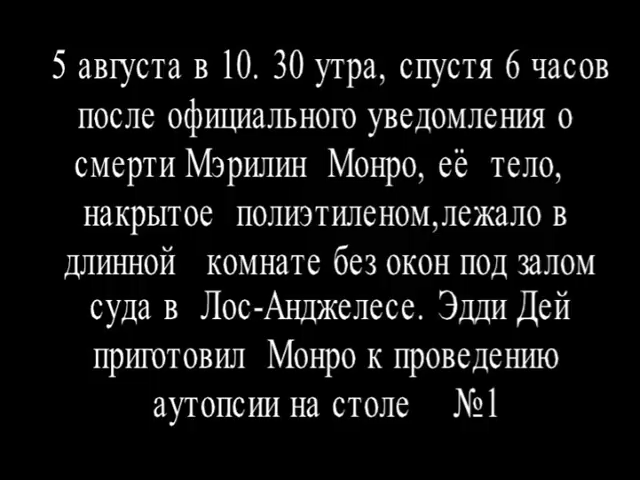 5 августа в 10. 30 утра, спустя 6 часов
после официального уведомления о
смерти Мэрилин Монро, её тело,
накрытое полиэтиленом,лежало в
длинной комнате без окон под залом
суда в Лос-Анджелесе. Эдди Дей
приготовил Монро к проведению
аутопсии на столе №1